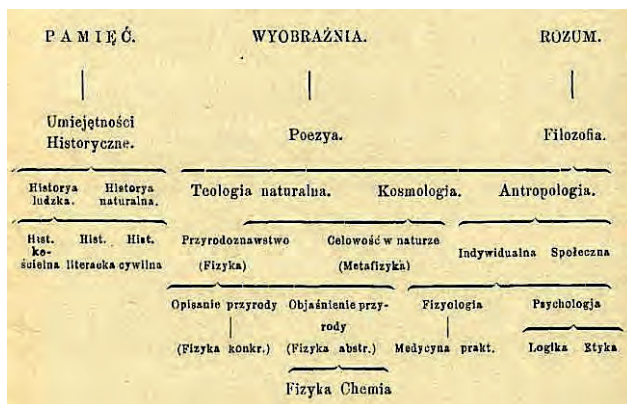 PAMIĘĆ. WYOBRAŹNIA. ROZUM.
Umiejętności
Historyczne. Poezya. Filozofia.
Historya Historya
ludzka. naturalna. Teologia naturalna. Kosmologia. Antropologia.
Hist. Hist. Hist. Przyrodoznawstwo Celowość w naturze
ko- Indywidualna Społeczna
ścielna literacka cywilna (Fizyka) (Metafizyka)
Opisanie przyrody Objaśnienie przy- Fizyologia Psychologja
rody
(Fizyka konkr.) (Fizyka abstr.) Medycyna prakt. Logika Etyka
Fizyka Chemia